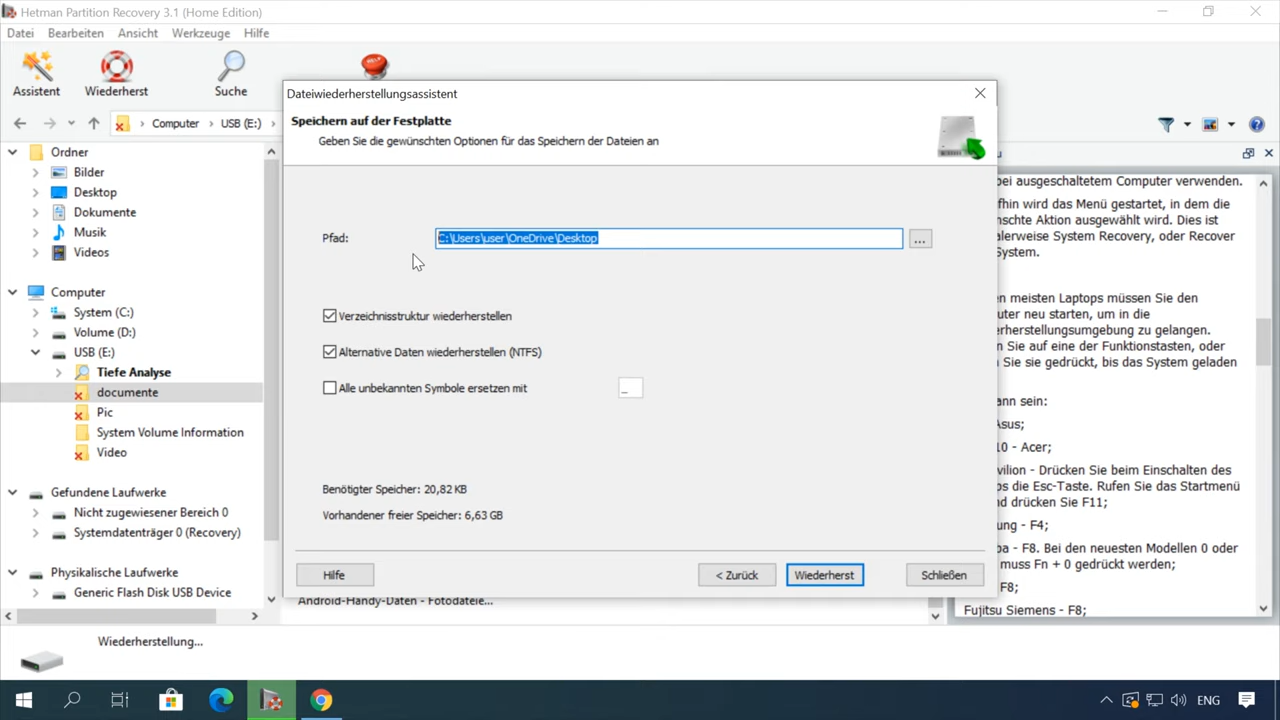 Hetman Partition Recovery 3.1 (Home Edition)
Datei Bearbeiten Ansicht Werkzeuge Hilfe
Assistent
Wiederherst
Suche
Computer USB (E:)
Ordner
Bilder
Desktop
Dokumente
Musik
Videos
Computer
System (C:)
Volume (D:)
USB (E:)
Tiefe Analyse
documente
Pic
System Volume Information
Video
Gefundene Laufwerke
Nicht zugewiesener Bereich 0
Systemdatenträger 0 (Recovery)
Physikalische Laufwerke
Generic Flash Disk USB Device
Dateiwiederherstellungsassistent
Speichern auf der Festplatte
Geben Sie die gewünschten Optionen für das Speichern der Dateien an
Pfad: C:\Users\user\OneDrive\Desktop ...
Verzeichnisstruktur wiederherstellen
Alternative Daten wiederherstellen (NTFS)
Alle unbekannten Symbole ersetzen mit _
Benötigter Speicher: 20,82 KB
Vorhandener freier Speicher: 6,63 GB
Hilfe < Zurück Wiederherst Schließen
Android-Handy-Daten - Fotodateie...
u
bei ausgeschaltetem Computer verwenden.
fhin wird das Menü gestartet, in dem die
nschte Aktion ausgewählt wird. Dies ist
alerweise System Recovery, oder Recover
System.
en meisten Laptops müssen Sie den
uter neu starten, um in die
erherstellungsumgebung zu gelangen.
n Sie auf eine der Funktionstasten, oder
n Sie sie gedrückt, bis das System geladen
ann sein:
Asus;
10 - Acer;
avilion - Drücken Sie beim Einschalten des
ps die Esc-Taste. Rufen Sie das Startmenü
nd drücken Sie F11;
ung - F4;
ba - F8. Bei den neuesten Modellen 0 oder
muss Fn + 0 gedrückt werden;
F8;
Fujitsu Siemens - F8;
Wiederherstellung...
ENG